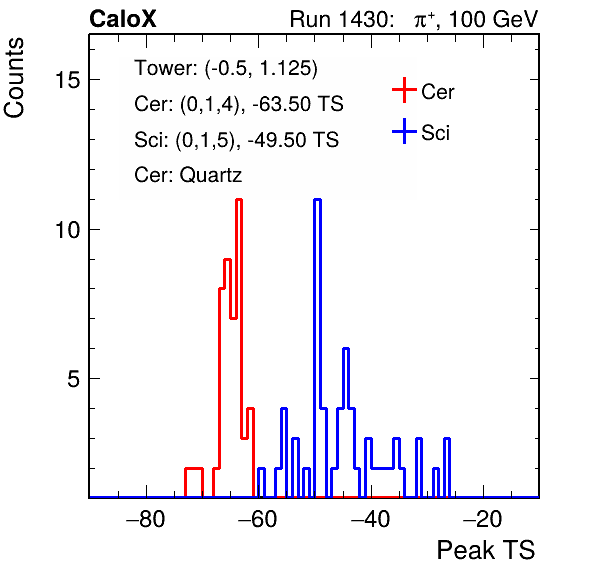 CaloX Run 1430: π⁺, 100 GeV
Counts
Tower: (-0.5, 1.125)
Cer: (0,1,4), -63.50 TS
Sci: (0,1,5), -49.50 TS
Cer: Quartz
Cer
Sci
15
10
5
−80 −60 −40 −20
Peak TS